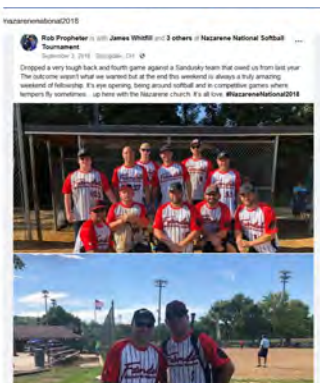 nazarenenational2018
Rob Propheter is with James Whitfill and 3 others at Nazarene National Softball
Tournament
September 3, 2018 · OH
Dropped a very tough back and fourth game against a Sandusky team that owed us from last year
The outcome wasn't what we wanted but at the end this weekend is always a truly amazing
weekend of fellowship. It's eye opening, being around softball and in competitive games where
tempers fly sometimes... up here with the Nazarene church. It's all love. #NazareneNational2018